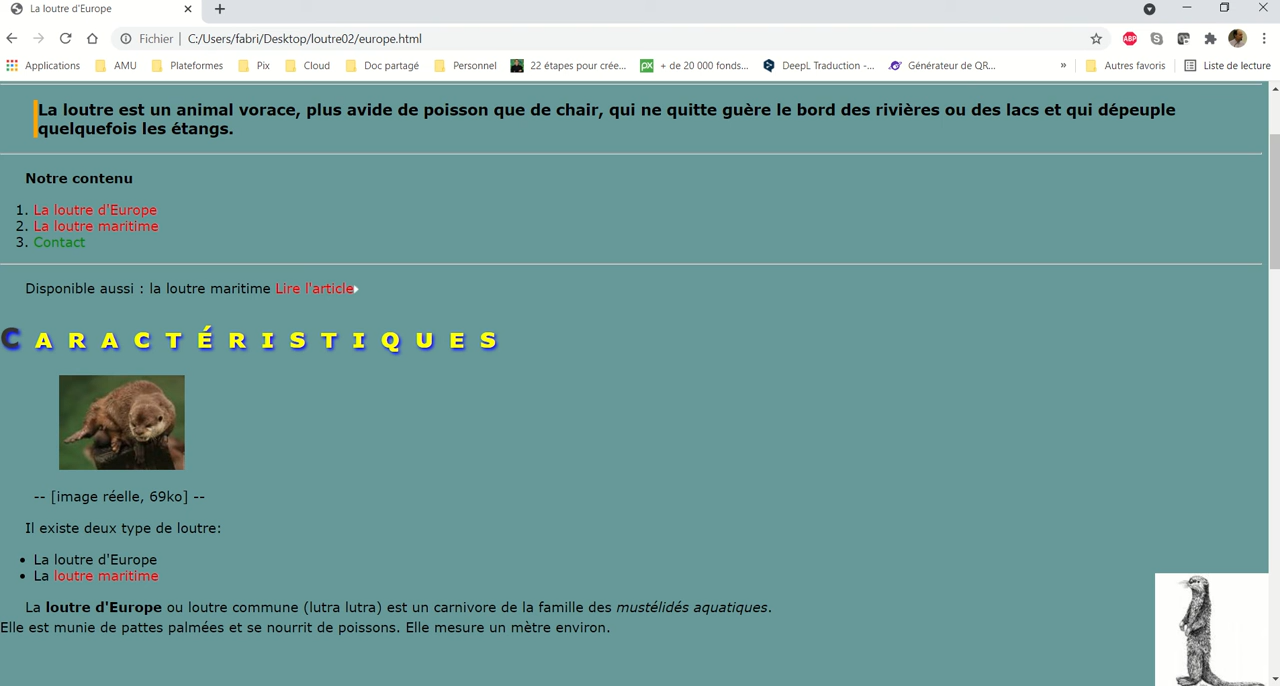 La loutre d'Europe
Fichier | C:/Users/fabri/Desktop/loutre02/europe.html
ABP
Applications AMU Plateformes Pix Cloud Doc partagé Personnel 22 étapes pour crée... + de 20 000 fonds... DeepL Traduction -... Générateur de QR... » Autres favoris Liste de lecture
La loutre est un animal vorace, plus avide de poisson que de chair, qui ne quitte guère le bord des rivières ou des lacs et qui dépeuple
quelquefois les étangs.
Notre contenu
1. La loutre d'Europe
2. La loutre maritime
3. Contact
Disponible aussi : la loutre maritime Lire l'article
CARACTÉRISTIQUES
-- [image réelle, 69ko] --
Il existe deux type de loutre:
• La loutre d'Europe
• La loutre maritime
La loutre d'Europe ou loutre commune (lutra lutra) est un carnivore de la famille des mustélidés aquatiques.
Elle est munie de pattes palmées et se nourrit de poissons. Elle mesure un mètre environ.